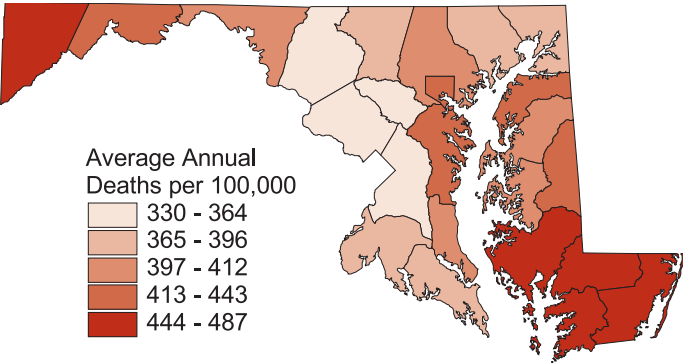 Average Annual
Deaths per 100,000
330 - 364
365 - 396
397 - 412
413 - 443
444 - 487